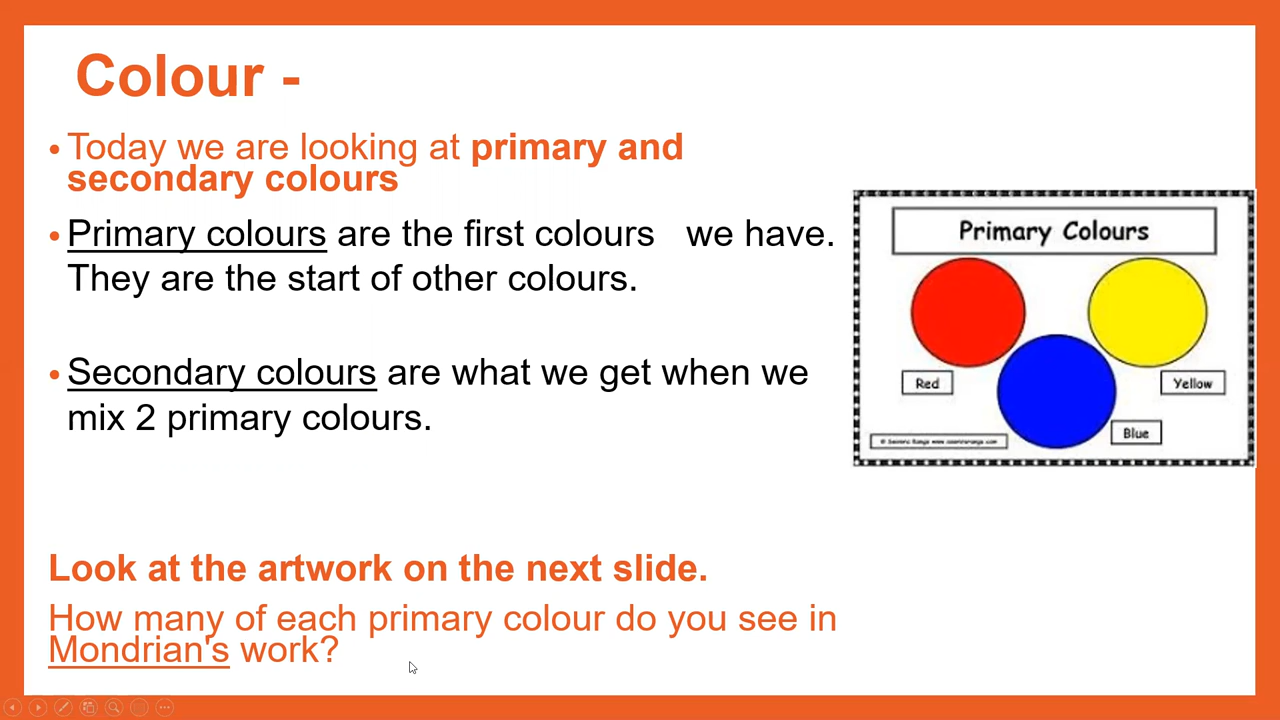 Colour -
• Today we are looking at primary and
secondary colours
• Primary colours are the first colours we have.
They are the start of other colours.
• Secondary colours are what we get when we
mix 2 primary colours.
Look at the artwork on the next slide.
How many of each primary colour do you see in
Mondrian's work?
Primary Colours
Red
Yellow
Blue